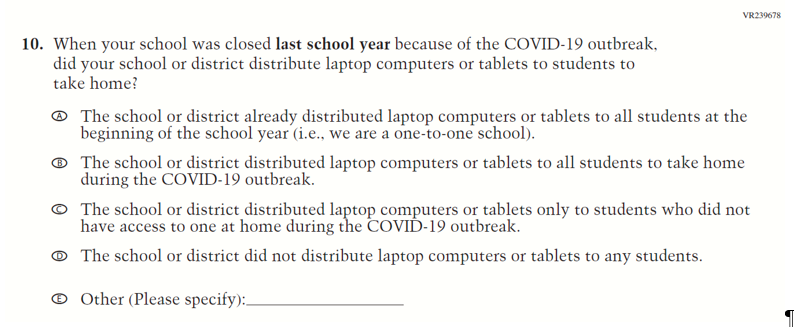 VR239678
10. When your school was closed last school year because of the COVID-19 outbreak,
did your school or district distribute laptop computers or tablets to students to
take home?
Ⓐ The school or district already distributed laptop computers or tablets to all students at the
beginning of the school year (i.e., we are a one-to-one school).
Ⓑ The school or district distributed laptop computers or tablets to all students to take home
during the COVID-19 outbreak.
Ⓒ The school or district distributed laptop computers or tablets only to students who did not
have access to one at home during the COVID-19 outbreak.
Ⓓ The school or district did not distribute laptop computers or tablets to any students.
Ⓔ Other (Please specify):____________________
¶